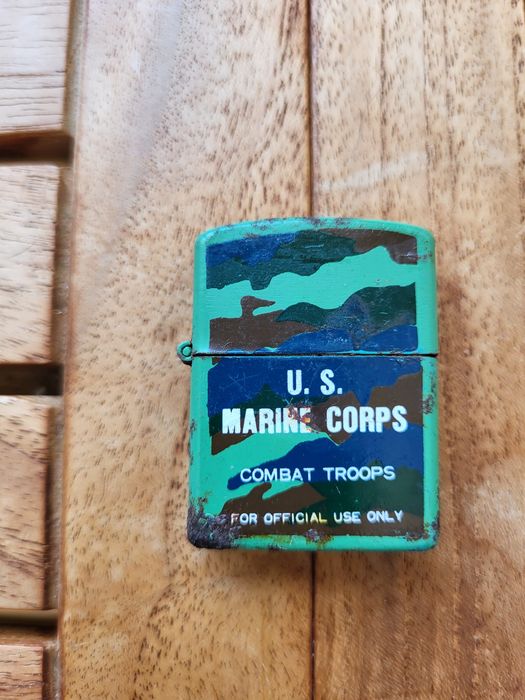 U. S.
MARINE CORPS
COMBAT TROOPS
FOR OFFICIAL USE ONLY